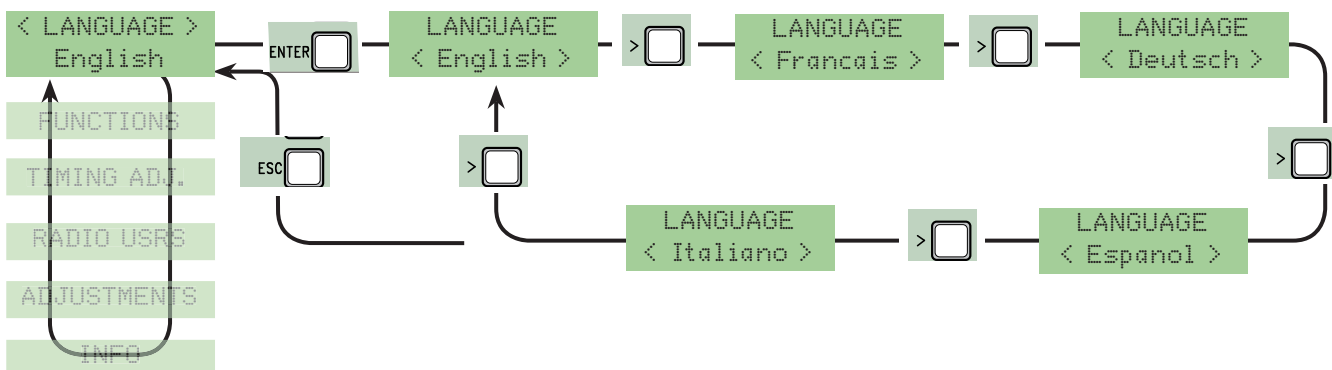 < LANGUAGE >
English
ENTER
LANGUAGE
< English >
>
LANGUAGE
< Francais >
>
LANGUAGE
< Deutsch >
>
LANGUAGE
< Espanol >
>
LANGUAGE
< Italiano >
>
ESC
FUNCTIONS
TIMING ADJ.
RADIO USRS
ADJUSTMENTS
INFO